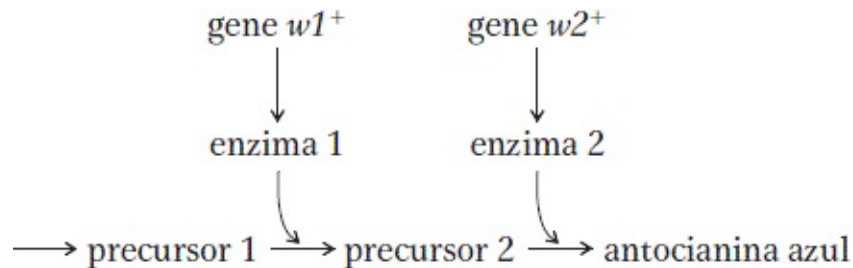 gene w1+ gene w2+
enzima 1 enzima 2
precursor 1 precursor 2 antocianina azul